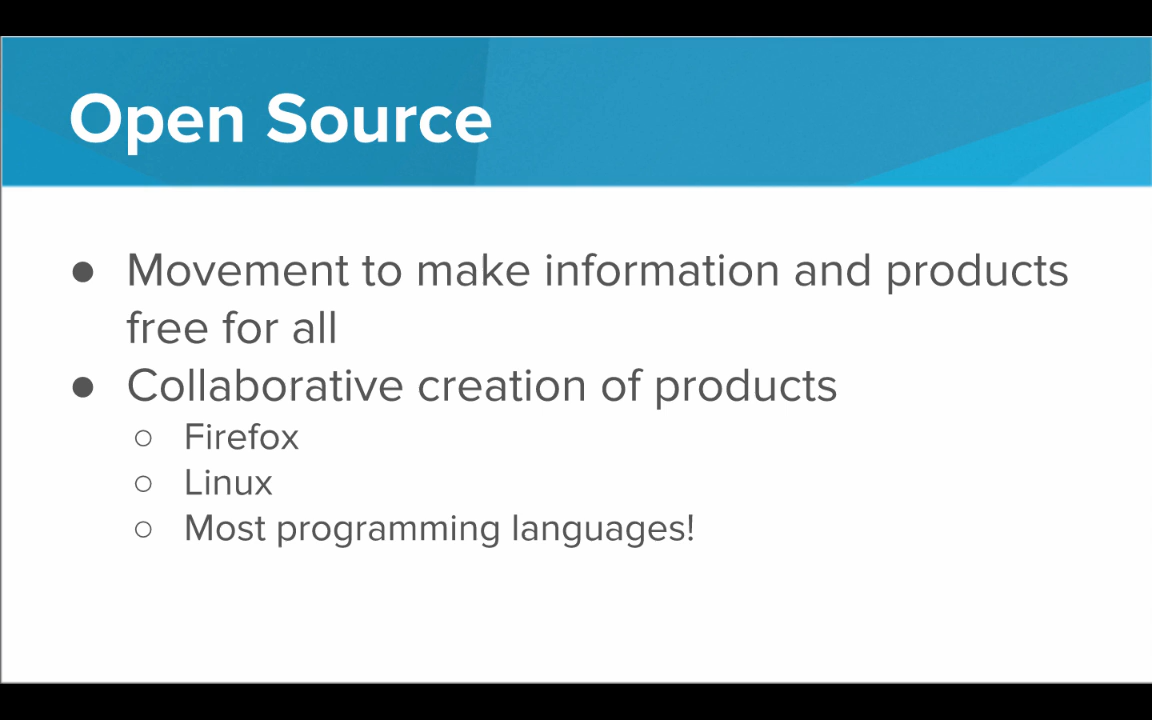 Open Source
● Movement to make information and products
free for all
● Collaborative creation of products
○ Firefox
○ Linux
○ Most programming languages!